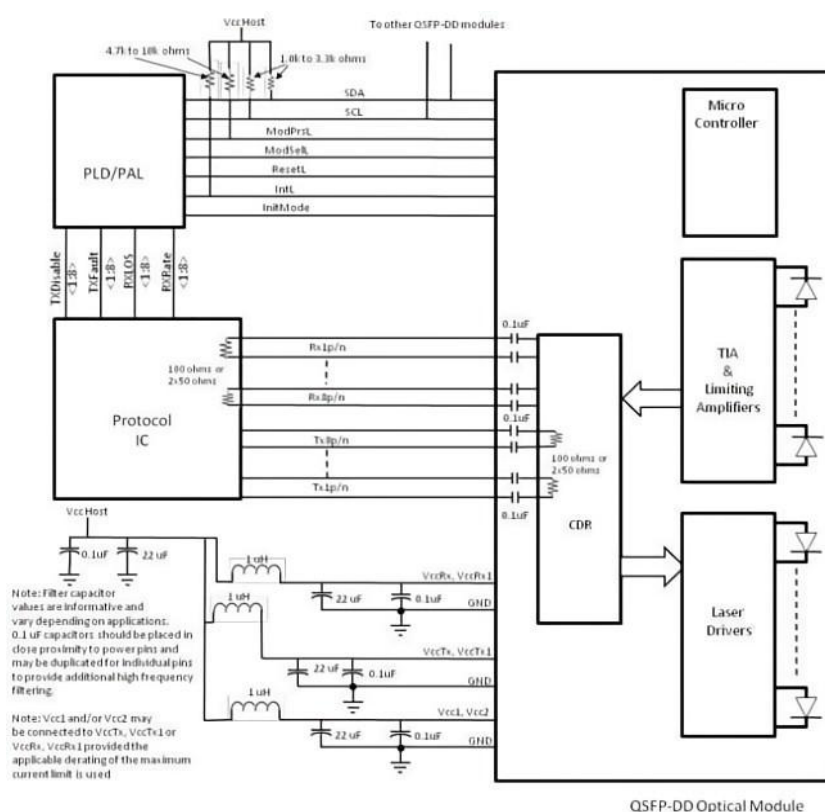 Vcc Host
To other QSFP-DD modules
4.7k to 10k ohms
1.0k to 3.3k ohms
SDA
SCL
ModPrsL
ModSelL
ResetL
IntL
InitMode
PLD/PAL
Micro
Controller
TXDisable
<1:8>
TXFault
<1:8>
RXLOS
<1:8>
RXRate
<1:8>
0.1uF
Rx1p/n
100 ohms or
2x50 ohms
Rx8p/n
0.1uF
0.1uF
Tx8p/n
Protocol
IC
100 ohms or
2x50 ohms
Tx1p/n
0.1uF
CDR
TIA
&
Limiting
Amplifiers
Laser
Drivers
Vcc Host
0.1uF
22 uF
1 uH
VccRx, VccRx1
22 uF
0.1uF
GND
1 uH
VccTx, VccTx1
22 uF
0.1uF
GND
1 uH
Vcc1, Vcc2
22 uF
0.1uF
GND
Note: Filter capacitor
values are informative and
vary depending on applications.
0.1 uF capacitors should be placed in
close proximity to power pins and
may be duplicated for individual pins
to provide additional high frequency
filtering.
Note: Vcc1 and/or Vcc2 may
be connected to VccTx, VccTx1 or
VccRx, VccRx1 provided the
applicable derating of the maximum
current limit is used
QSFP-DD Optical Module